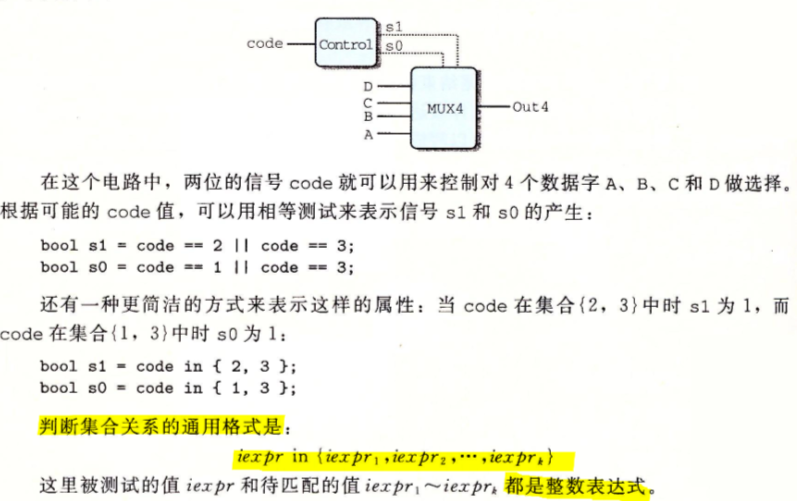 code
Control
s1
s0
D
C
B
A
MUX4
Out4
在这个电路中，两位的信号 code 就可以用来控制对 4 个数据字 A、B、C 和 D 做选择。
根据可能的 code 值，可以用相等测试来表示信号 s1 和 s0 的产生：
bool s1 = code == 2 || code == 3;
bool s0 = code == 1 || code == 3;
还有一种更简洁的方式来表示这样的属性：当 code 在集合{2, 3}中时 s1 为 1，而
code 在集合{1, 3}中时 s0 为 1：
bool s1 = code in { 2, 3 };
bool s0 = code in { 1, 3 };
判断集合关系的通用格式是：
iexpr in {iexpr₁,iexpr₂,⋯,iexprₖ}
这里被测试的值 iexpr 和待匹配的值 iexpr₁～iexprₖ 都是整数表达式。